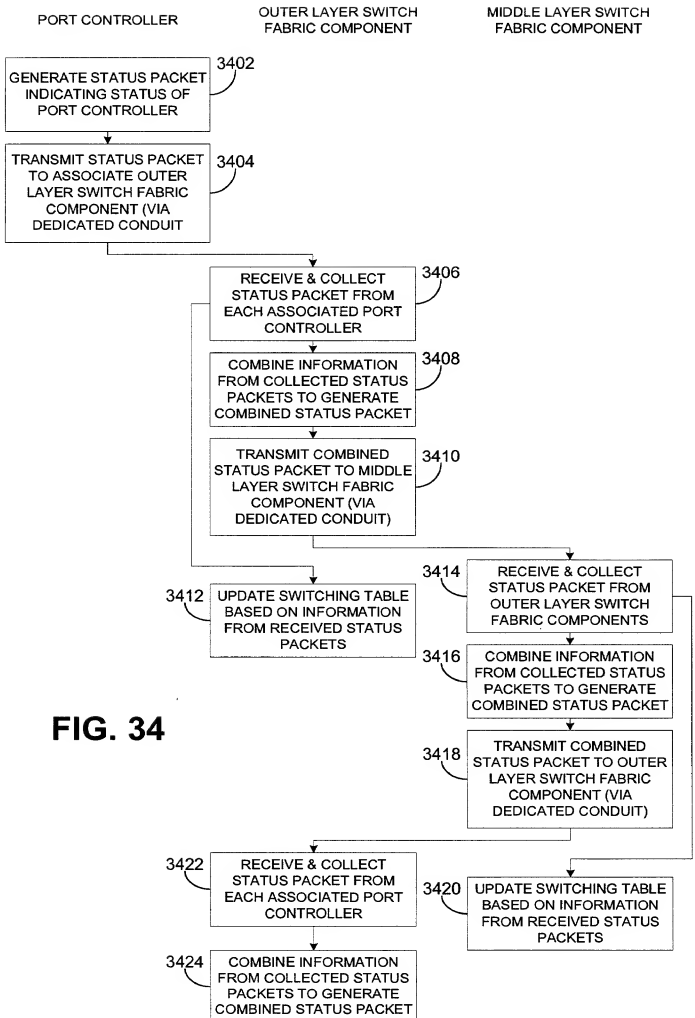 PORT CONTROLLER
OUTER LAYER SWITCH
FABRIC COMPONENT
MIDDLE LAYER SWITCH
FABRIC COMPONENT
3402
GENERATE STATUS PACKET
INDICATING STATUS OF
PORT CONTROLLER
3404
TRANSMIT STATUS PACKET
TO ASSOCIATE OUTER
LAYER SWITCH FABRIC
COMPONENT (VIA
DEDICATED CONDUIT
3406
RECEIVE & COLLECT
STATUS PACKET FROM
EACH ASSOCIATED PORT
CONTROLLER
3408
COMBINE INFORMATION
FROM COLLECTED STATUS
PACKETS TO GENERATE
COMBINED STATUS PACKET
3410
TRANSMIT COMBINED
STATUS PACKET TO MIDDLE
LAYER SWITCH FABRIC
COMPONENT (VIA
DEDICATED CONDUIT)
3412
UPDATE SWITCHING TABLE
BASED ON INFORMATION
FROM RECEIVED STATUS
PACKETS
3414
RECEIVE & COLLECT
STATUS PACKET FROM
OUTER LAYER SWITCH
FABRIC COMPONENTS
3416
COMBINE INFORMATION
FROM COLLECTED STATUS
PACKETS TO GENERATE
COMBINED STATUS PACKET
FIG. 34
3418
TRANSMIT COMBINED
STATUS PACKET TO OUTER
LAYER SWITCH FABRIC
COMPONENT (VIA
DEDICATED CONDUIT)
3422
RECEIVE & COLLECT
STATUS PACKET FROM
EACH ASSOCIATED PORT
CONTROLLER
3420
UPDATE SWITCHING TABLE
BASED ON INFORMATION
FROM RECEIVED STATUS
PACKETS
3424
COMBINE INFORMATION
FROM COLLECTED STATUS
PACKETS TO GENERATE
COMBINED STATUS PACKET